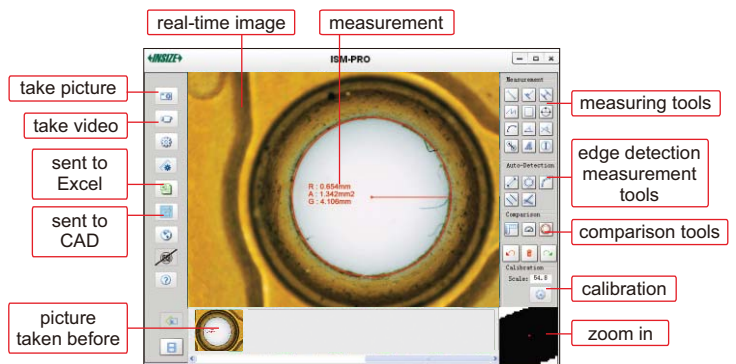 real-time image
measurement
INSIZE
ISM-PRO
take picture
take video
sent to
Excel
sent to
CAD
picture
taken before
R : 0.654mm
A : 1.342mm2
G : 4.106mm
Measurement
measuring tools
Auto-Detection
edge detection
measurement
tools
Comparison
comparison tools
Calibration
Scale: 54.8
calibration
zoom in